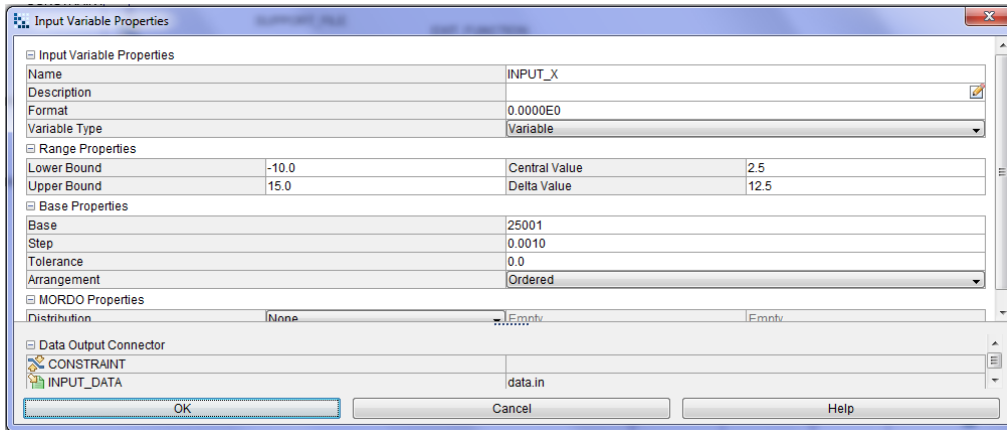 SUPPORT_FILE
EXIT_FUNCTION
Input Variable Properties
Input Variable Properties
Name INPUT_X
Description
Format 0.0000E0
Variable Type Variable
Range Properties
Lower Bound -10.0 Central Value 2.5
Upper Bound 15.0 Delta Value 12.5
Base Properties
Base 25001
Step 0.0010
Tolerance 0.0
Arrangement Ordered
MORDO Properties
Distribution None Empty Empty
Data Output Connector
CONSTRAINT
INPUT_DATA data.in
OK Cancel Help